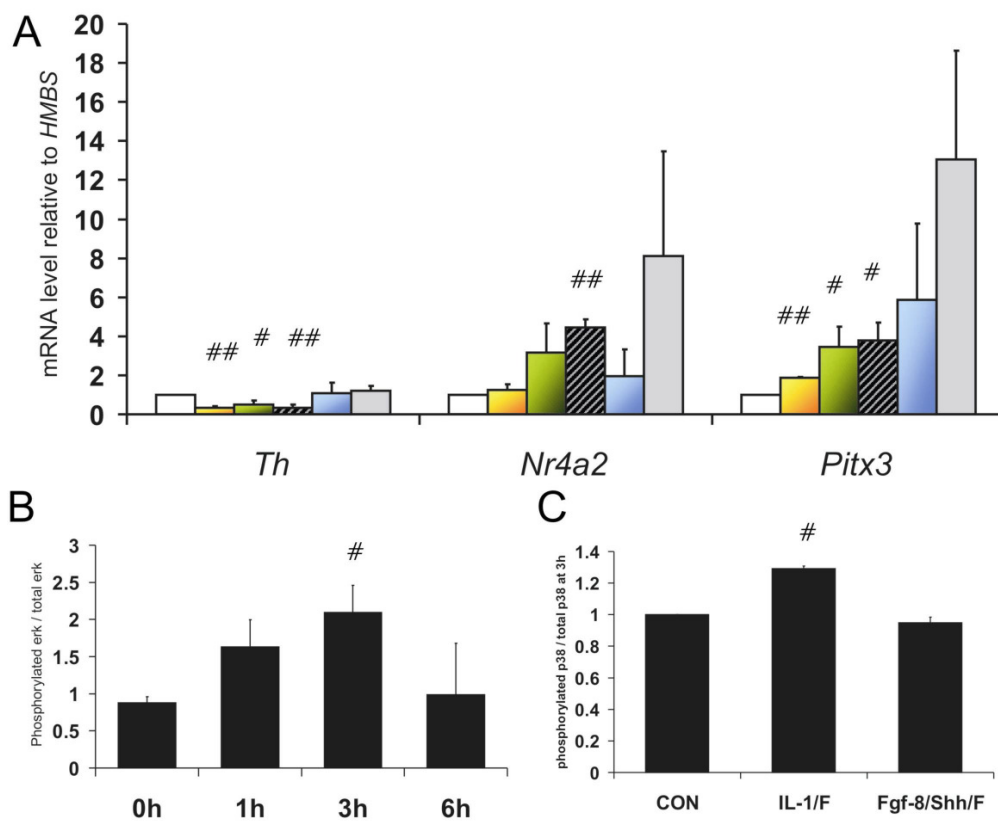 A
mRNA level relative to HMBS
20
18
16
14
12
10
8
6
4
2
0
## # ##
##
## # #
Th Nr4a2 Pitx3
B
Phosphorylated erk / total erk
3
2.5
2
1.5
1
0.5
0
#
0h 1h 3h 6h
C
phosphorylated p38 / total p38 at 3h
1.4
1.2
1
0.8
0.6
0.4
0.2
0
#
CON IL-1/F Fgf-8/Shh/F